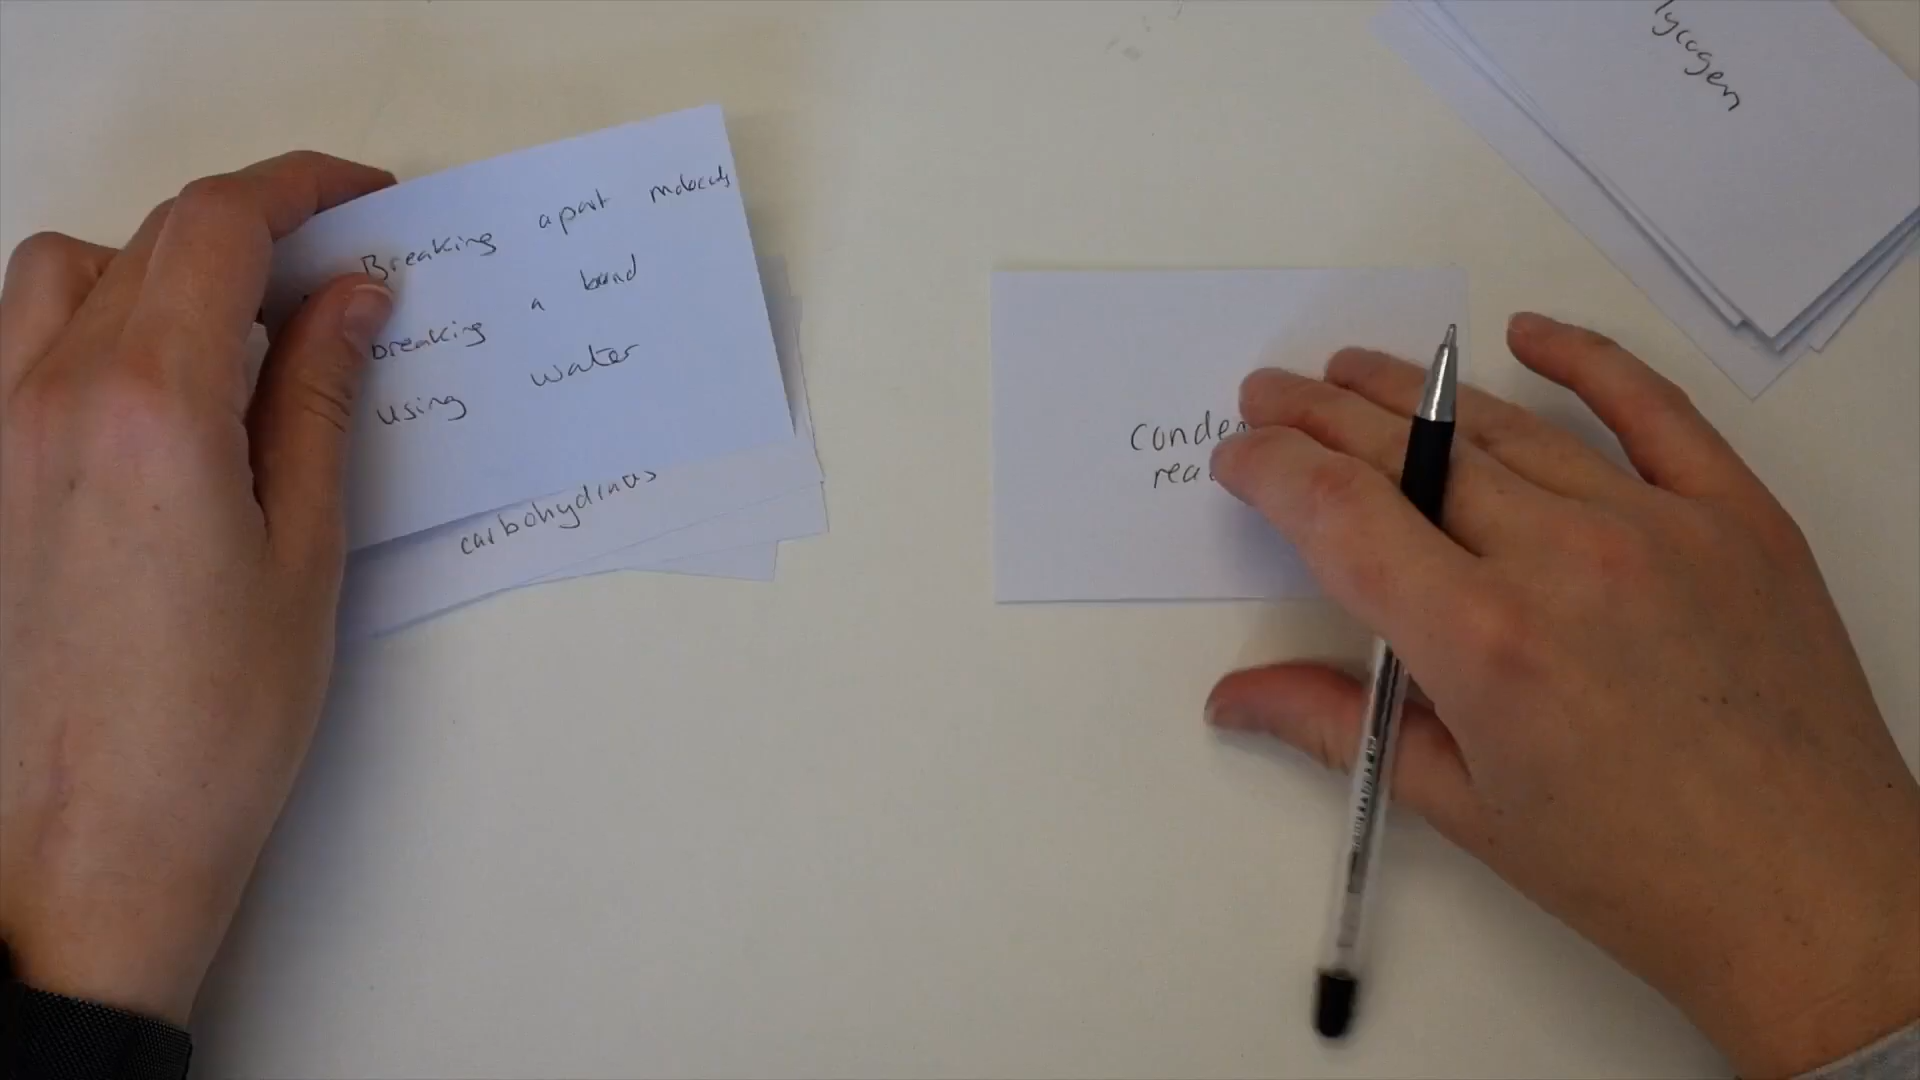 Breaking apart molecules
breaking a bond
using water
carbohydrates
conden
rea
lycogen